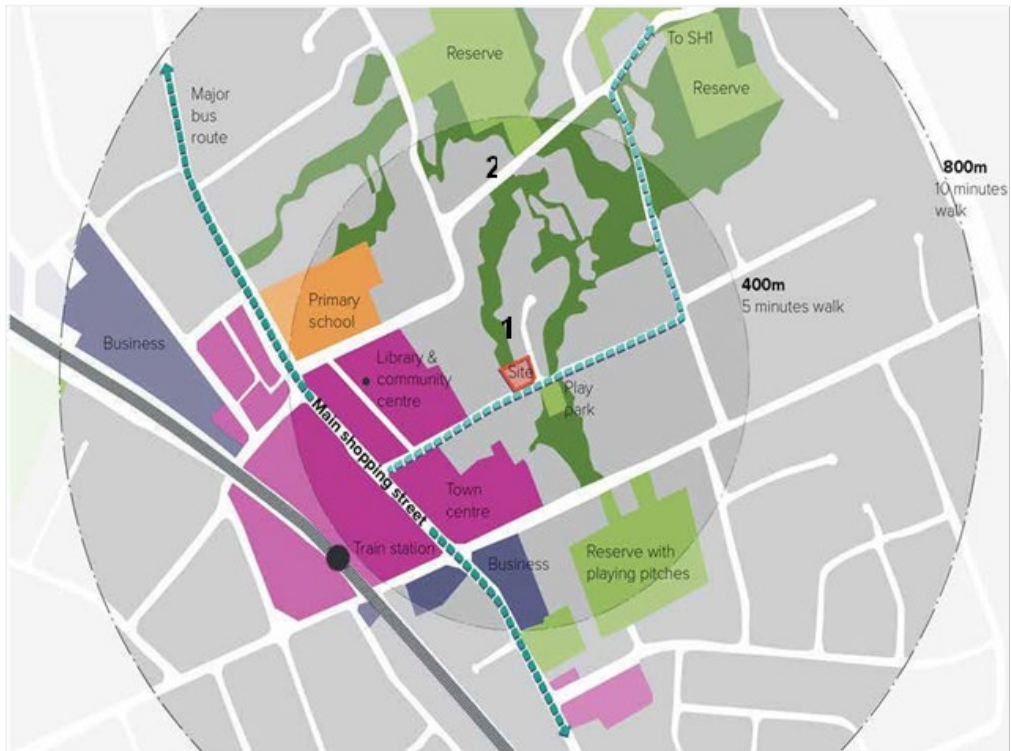 Reserve
To SH1
Reserve
Major
bus
route
2
800m
10 minutes
walk
400m
5 minutes walk
Primary
school
1
Business
Library &
community
centre
Site
Play
park
Main shopping street
Town
centre
Train station
Business
Reserve with
playing pitches